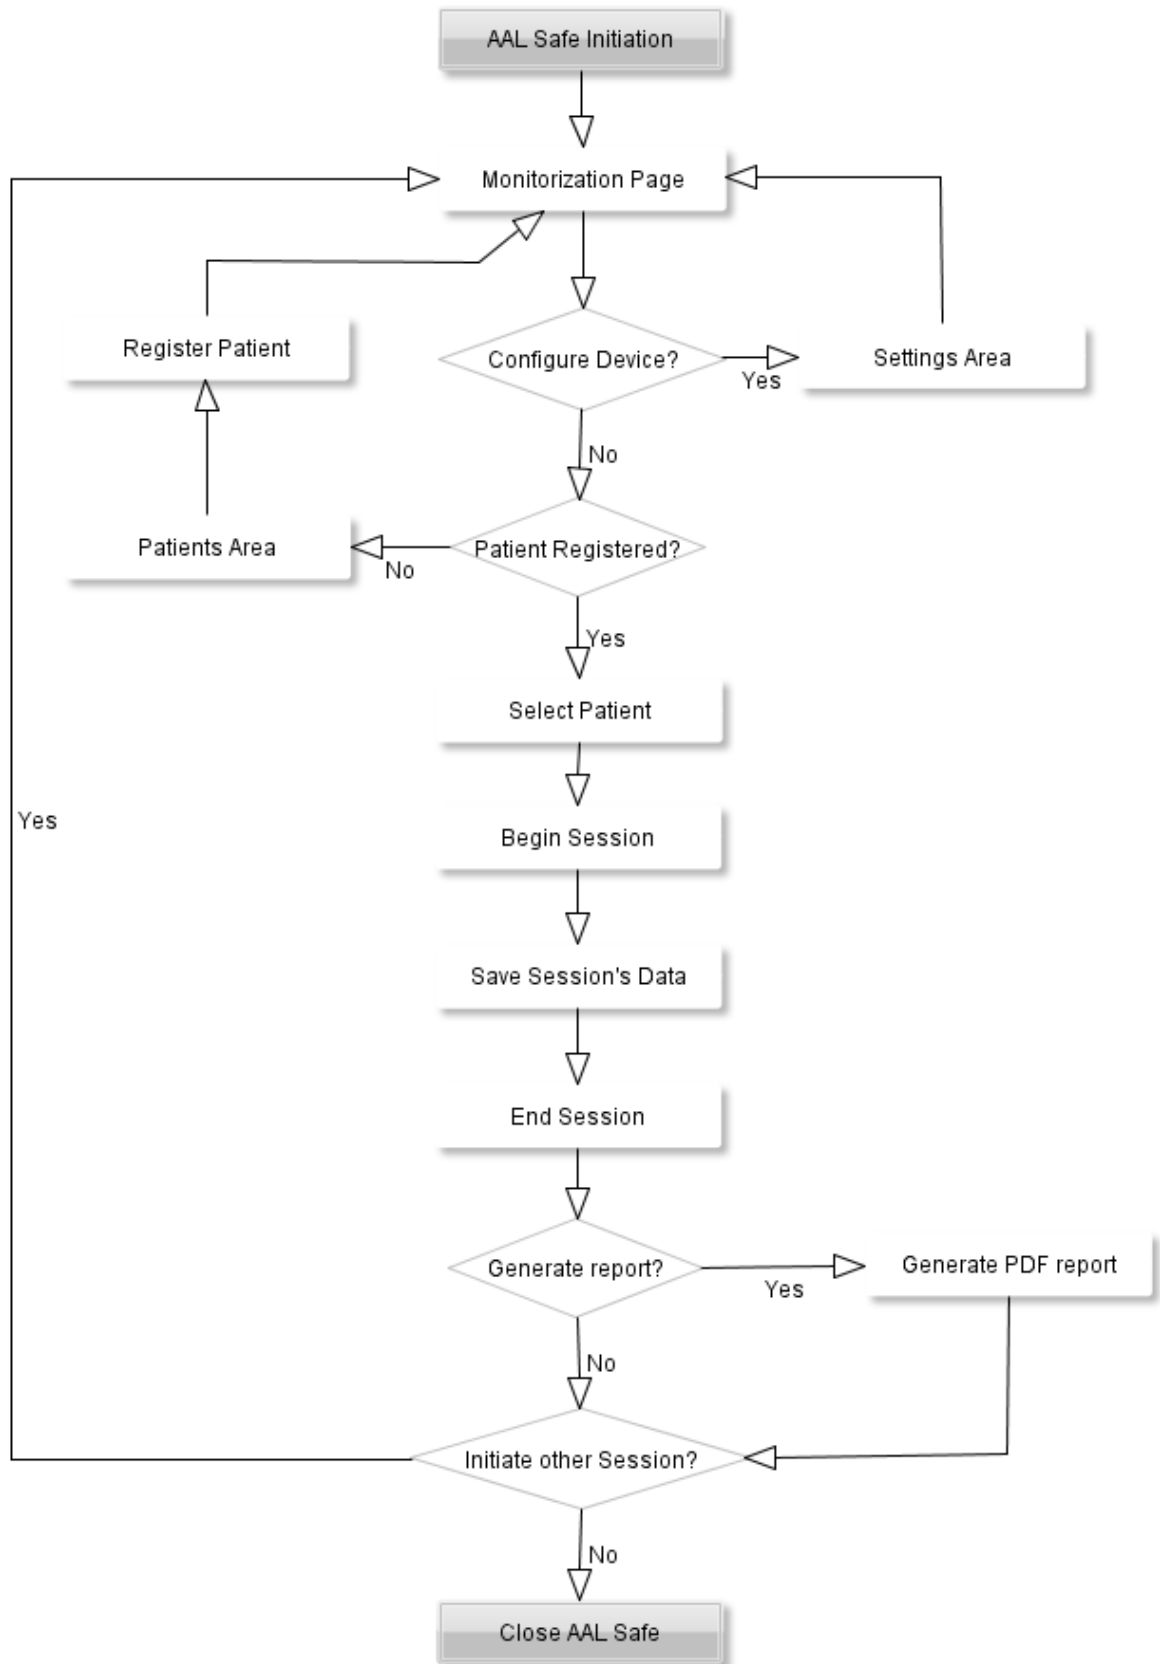 AAL Safe Initiation
Monitorization Page
Register Patient
Configure Device?
Yes
Settings Area
No
Patients Area
No
Patient Registered?
Yes
Select Patient
Yes
Begin Session
Save Session's Data
End Session
Generate report?
Yes
Generate PDF report
No
Initiate other Session?
No
Close AAL Safe